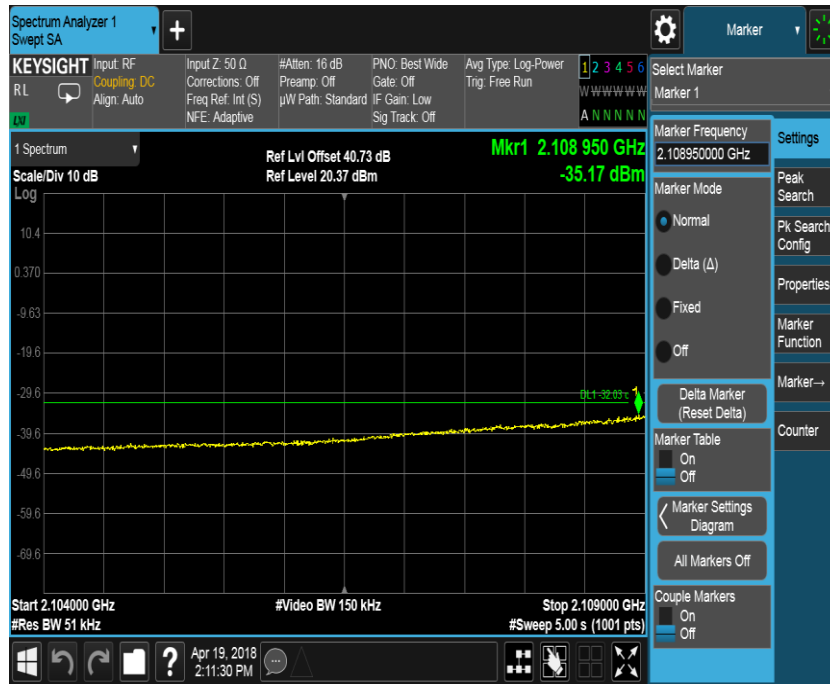 Spectrum Analyzer 1
Swept SA
+
Marker
KEYSIGHT
RL
LXI
Input: RF
Coupling: DC
Align: Auto
Input Z: 50 Ω
Corrections: Off
Freq Ref: Int (S)
NFE: Adaptive
#Atten: 16 dB
Preamp: Off
µW Path: Standard
PNO: Best Wide
Gate: Off
IF Gain: Low
Sig Track: Off
Avg Type: Log-Power
Trig: Free Run
1 2 3 4 5 6
W W W W W W
A N N N N N
Select Marker
Marker 1
1 Spectrum
Scale/Div 10 dB
Log
Ref Lvl Offset 40.73 dB
Ref Level 20.37 dBm
Mkr1 2.108 950 GHz
-35.17 dBm
10.4
0.370
-9.63
-19.6
-29.6
-39.6
-49.6
-59.6
-69.6
1
Start 2.104000 GHz
#Res BW 51 kHz
#Video BW 150 kHz
Stop 2.109000 GHz
#Sweep 5.00 s (1001 pts)
Marker Frequency
2.108950000 GHz
Marker Mode
Normal
Delta (Δ)
Fixed
Off
Delta Marker
(Reset Delta)
Marker Table
On
Off
Marker Settings
Diagram
All Markers Off
Couple Markers
On
Off
Settings
Peak
Search
Pk Search
Config
Properties
Marker
Function
Marker→
Counter
?
Apr 19, 2018
2:11:30 PM